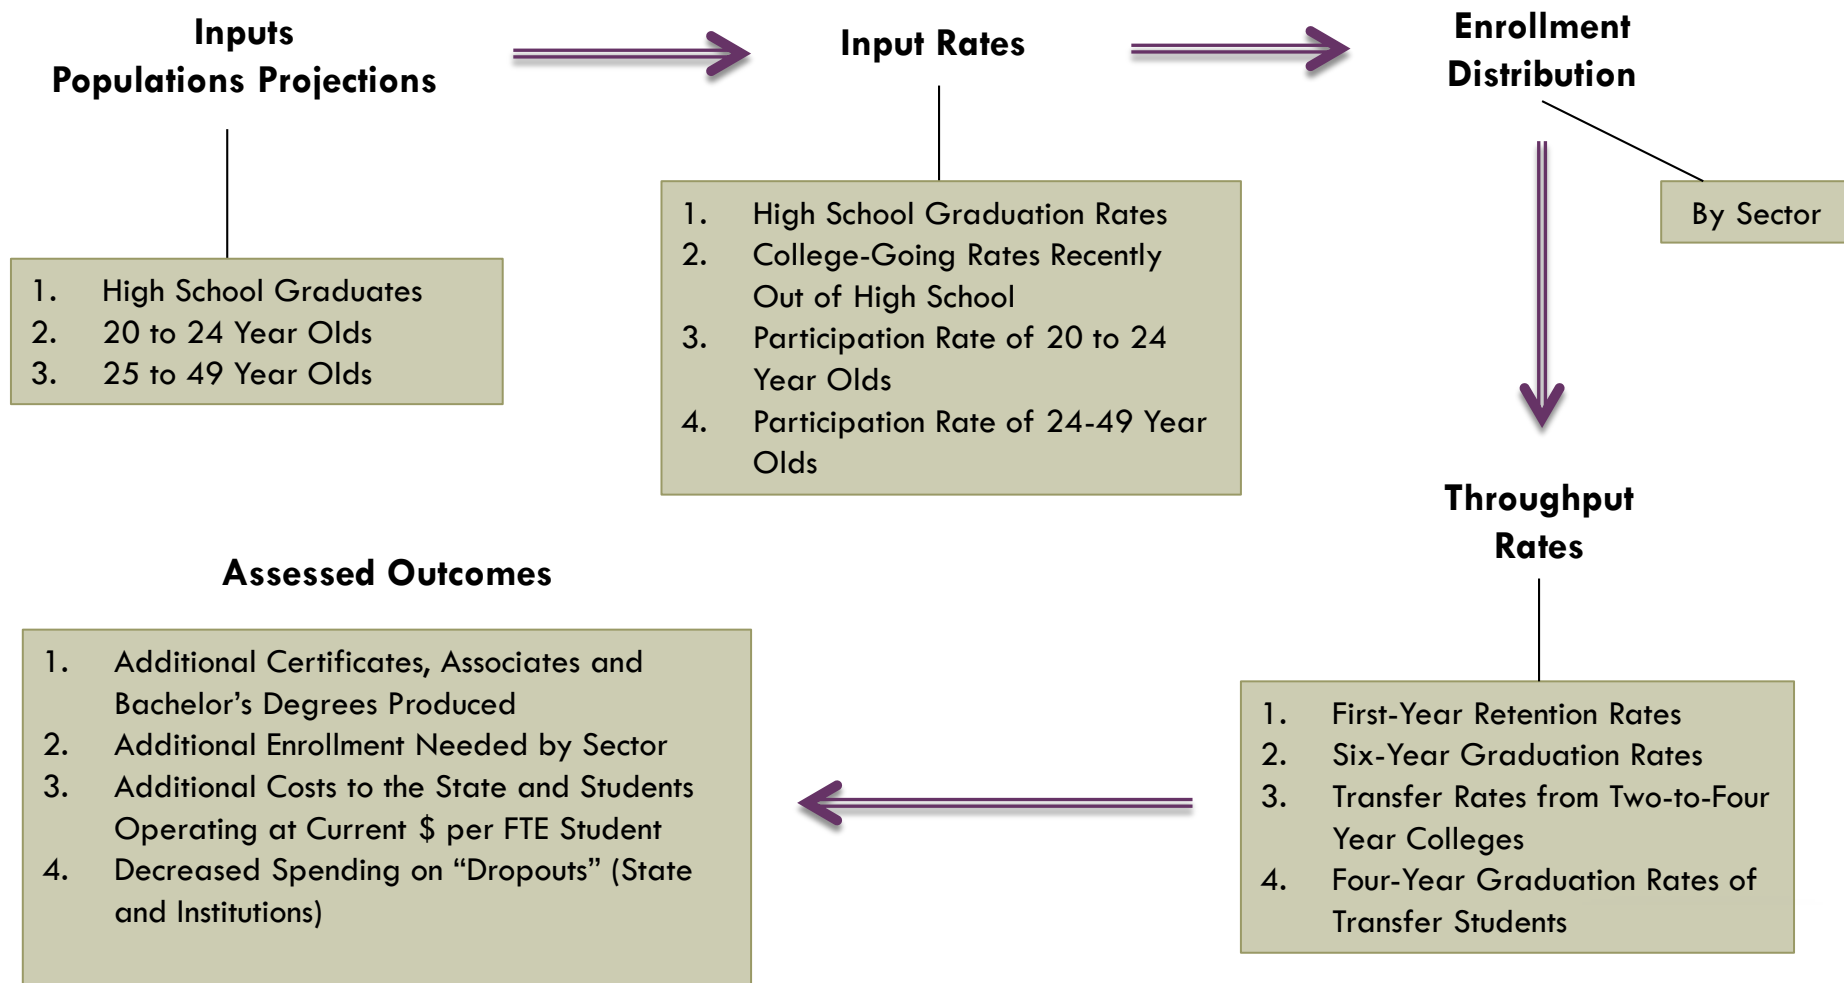 Inputs
Populations Projections
Input Rates
Enrollment
Distribution
1. High School Graduates
2. 20 to 24 Year Olds
3. 25 to 49 Year Olds
1. High School Graduation Rates
2. College-Going Rates Recently
Out of High School
3. Participation Rate of 20 to 24
Year Olds
4. Participation Rate of 24-49 Year
Olds
By Sector
Throughput
Rates
1. First-Year Retention Rates
2. Six-Year Graduation Rates
3. Transfer Rates from Two-to-Four
Year Colleges
4. Four-Year Graduation Rates of
Transfer Students
Assessed Outcomes
1. Additional Certificates, Associates and
Bachelor’s Degrees Produced
2. Additional Enrollment Needed by Sector
3. Additional Costs to the State and Students
Operating at Current $ per FTE Student
4. Decreased Spending on “Dropouts” (State
and Institutions)